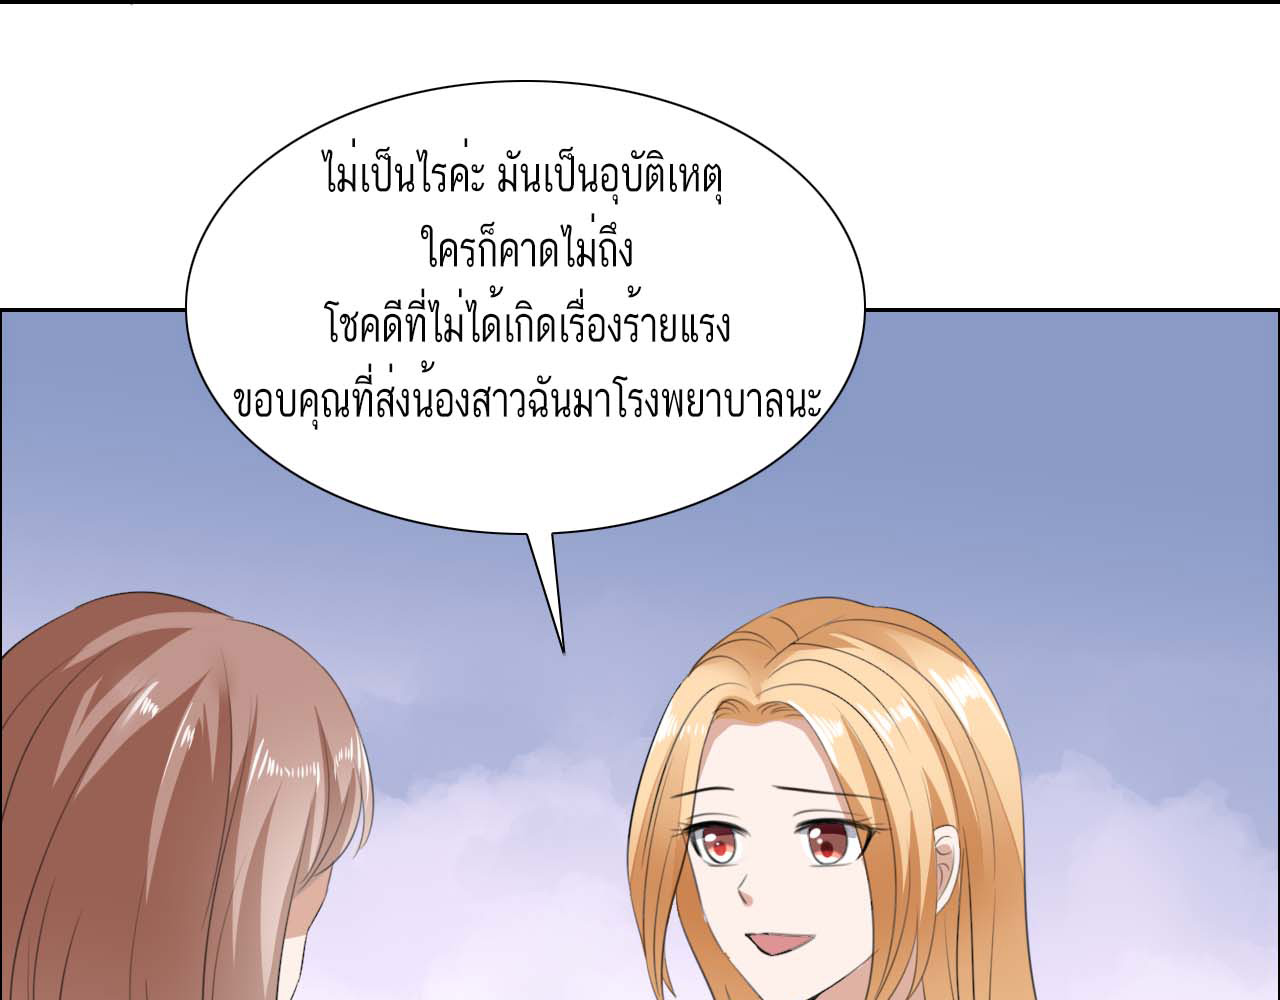 ไม่เป็นไรค่ะ มันเป็นอุบัติเหตุ
ใครก็คาดไม่ถึง
โชคดีที่ไม่ได้เกิดเรื่องร้ายแรง
ขอบคุณที่ส่งน้องสาวฉันมาโรงพยาบาลนะ